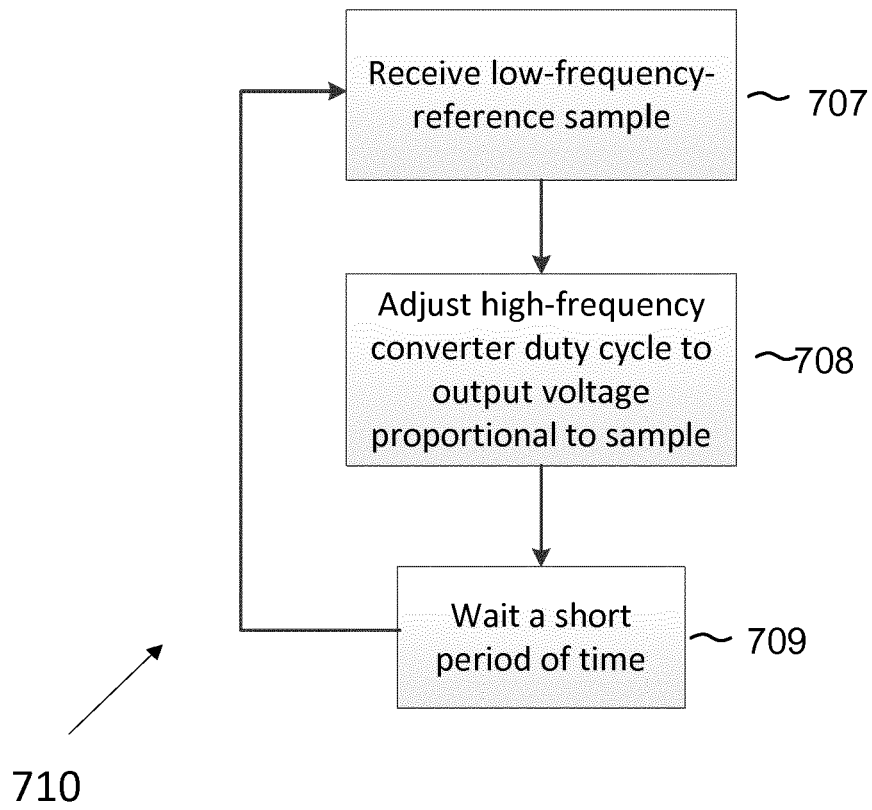 Receive low-frequency-
reference sample
707
Adjust high-frequency
converter duty cycle to
output voltage
proportional to sample
708
Wait a short
period of time
709
710